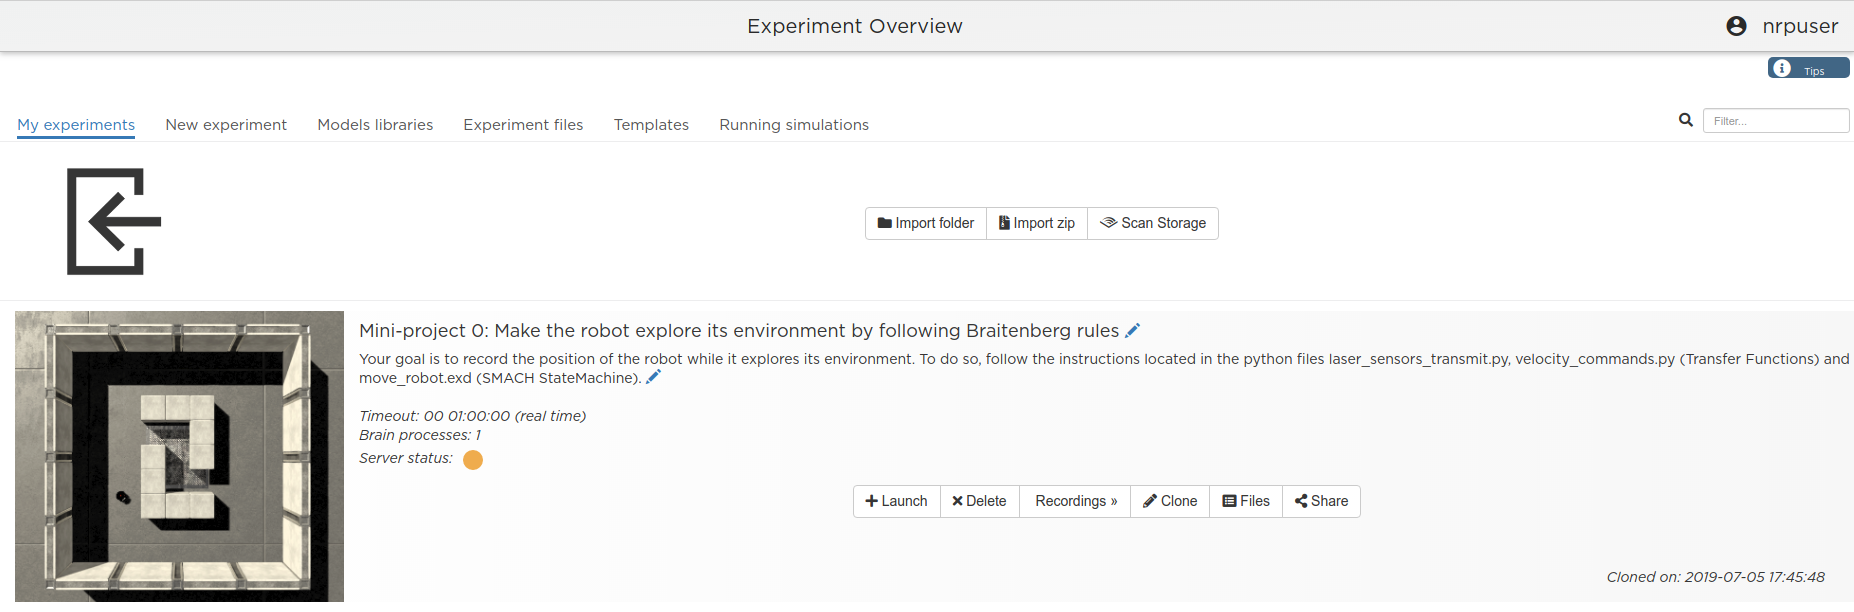 Experiment Overview
nrpuser
Tips
My experiments New experiment Models libraries Experiment files Templates Running simulations
Filter...
Import folder Import zip Scan Storage
Mini-project 0: Make the robot explore its environment by following Braitenberg rules
Your goal is to record the position of the robot while it explores its environment. To do so, follow the instructions located in the python files laser_sensors_transmit.py, velocity_commands.py (Transfer Functions) and
move_robot.exd (SMACH StateMachine).
Timeout: 00 01:00:00 (real time)
Brain processes: 1
Server status:
Launch Delete Recordings » Clone Files Share
Cloned on: 2019-07-05 17:45:48